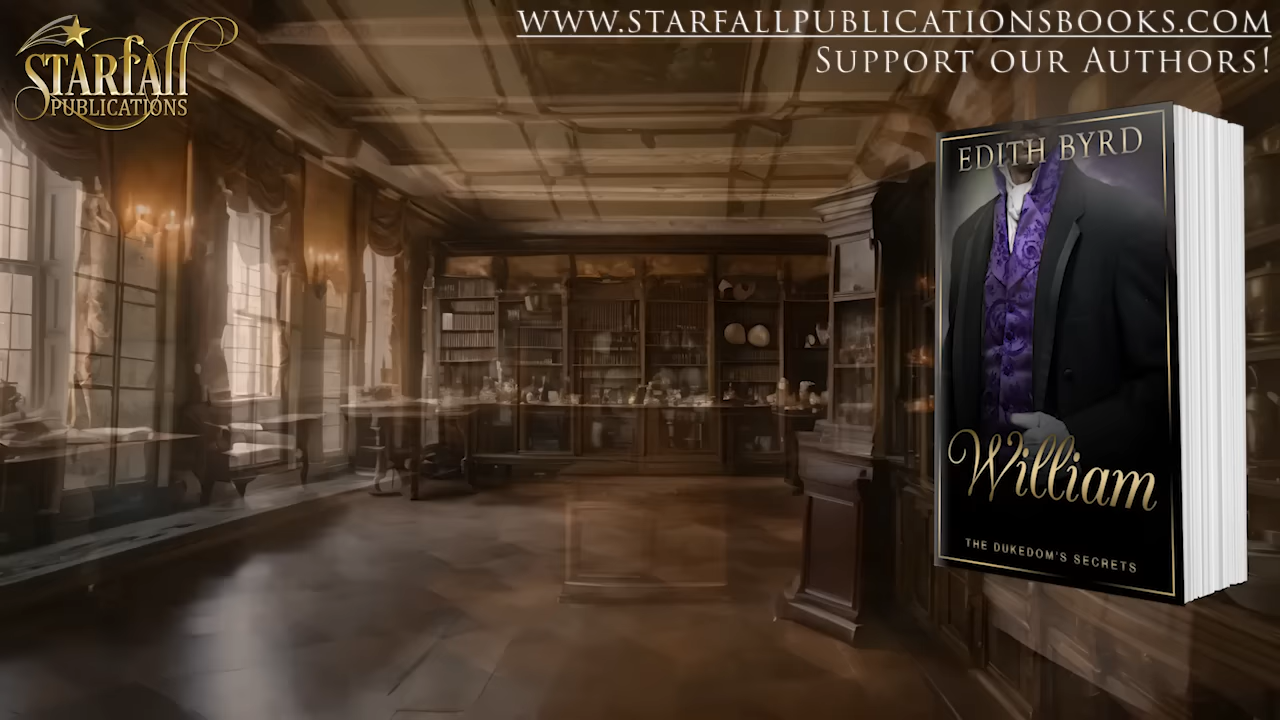 STARfall
PUBLICATIONS
www.starfallpublicationsbooks.com
Support our Authors!
EDITH BYRD
William
THE DUKEDOM'S SECRETS